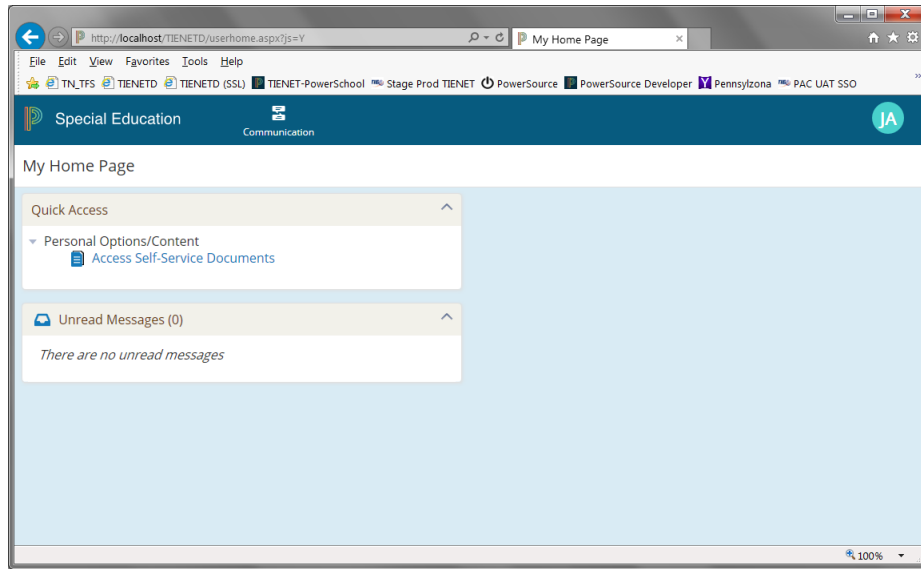 http://localhost/TIENETD/userhome.aspx?js=Y
My Home Page
File Edit View Favorites Tools Help
TN_TFS TIENETD TIENETD (SSL) TIENET-PowerSchool Stage Prod TIENET PowerSource PowerSource Developer Pennsylzona PAC UAT SSO
Special Education
Communication
JA
My Home Page
Quick Access
Personal Options/Content
Access Self-Service Documents
Unread Messages (0)
There are no unread messages
100%